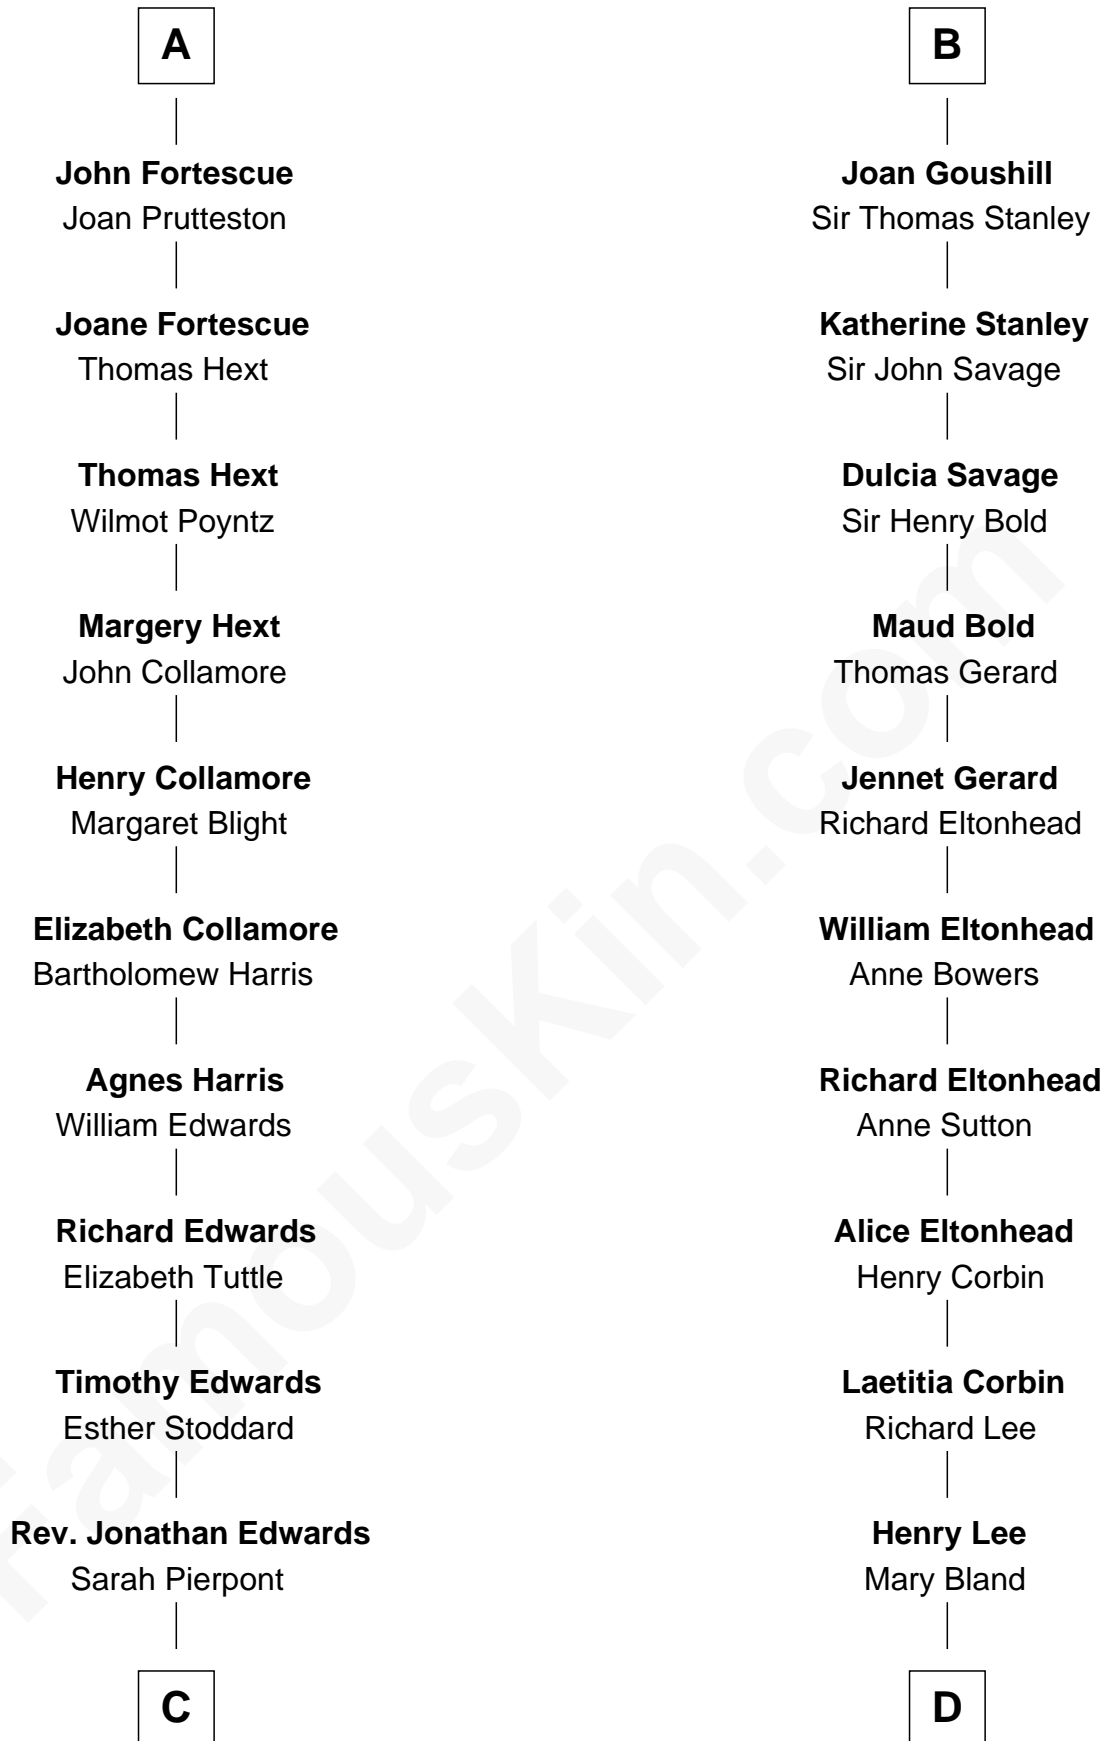 A
John Fortescue
Joan Prutteston
Joane Fortescue
Thomas Hext
Thomas Hext
Wilmot Poyntz
Margery Hext
John Collamore
Henry Collamore
Margaret Blight
Elizabeth Collamore
Bartholomew Harris
Agnes Harris
William Edwards
Richard Edwards
Elizabeth Tuttle
Timothy Edwards
Esther Stoddard
Rev. Jonathan Edwards
Sarah Pierpont
C
B
Joan Goushill
Sir Thomas Stanley
Katherine Stanley
Sir John Savage
Dulcia Savage
Sir Henry Bold
Maud Bold
Thomas Gerard
Jennet Gerard
Richard Eltonhead
William Eltonhead
Anne Bowers
Richard Eltonhead
Anne Sutton
Alice Eltonhead
Henry Corbin
Laetitia Corbin
Richard Lee
Henry Lee
Mary Bland
D
FamousKin.com